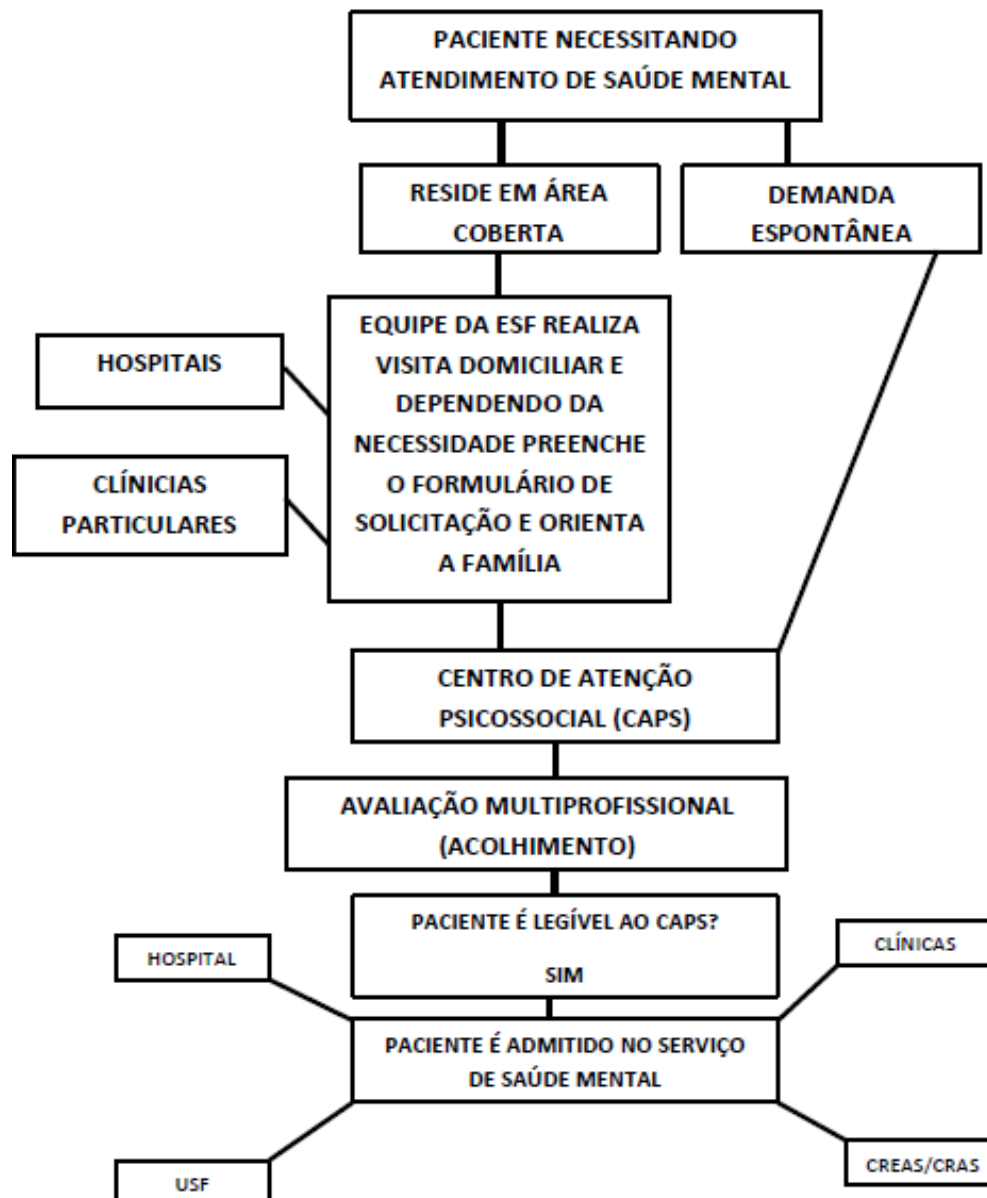 PACIENTE NECESSITANDO
ATENDIMENTO DE SAÚDE MENTAL
RESIDE EM ÁREA
COBERTA
DEMANDA
ESPONTÂNEA
EQUIPE DA ESF REALIZA
VISITA DOMICILIAR E
DEPENDENDO DA
NECESSIDADE PREENCHE
O FORMULÁRIO DE
SOLICITAÇÃO E ORIENTA
A FAMÍLIA
HOSPITAIS
CLÍNICIAS
PARTICULARES
CENTRO DE ATENÇÃO
PSICOSSOCIAL (CAPS)
AVALIAÇÃO MULTIPROFISSIONAL
(ACOLHIMENTO)
PACIENTE É LEGÍVEL AO CAPS?
SIM
HOSPITAL
CLÍNICAS
PACIENTE É ADMITIDO NO SERVIÇO
DE SAÚDE MENTAL
USF
CREAS/CRAS